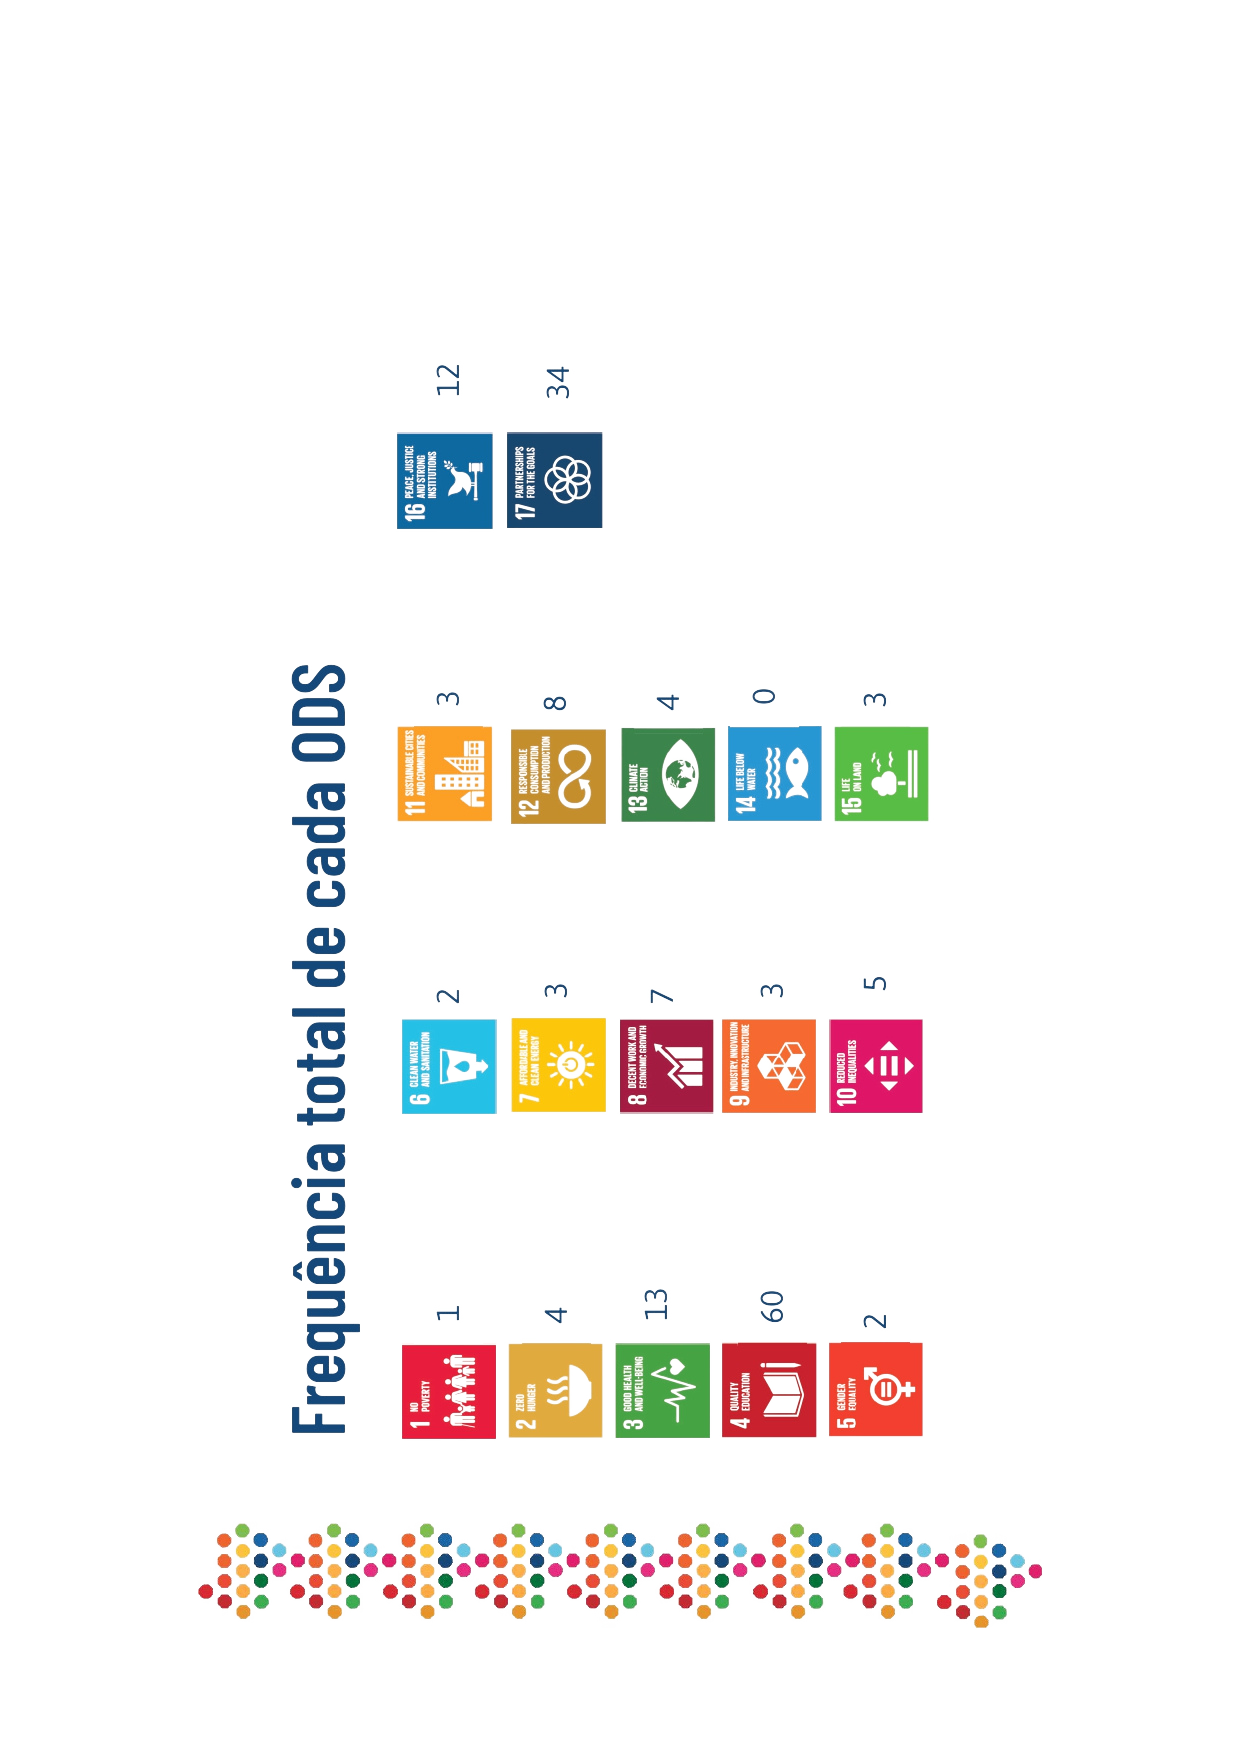 Frequência total de cada ODS
1 NO
POVERTY
1
2 ZERO
HUNGER
4
3 GOOD HEALTH
AND WELL-BEING
13
4 QUALITY
EDUCATION
60
5 GENDER
EQUALITY
2
6 CLEAN WATER
AND SANITATION
2
7 AFFORDABLE AND
CLEAN ENERGY
3
8 DECENT WORK AND
ECONOMIC GROWTH
7
9 INDUSTRY, INNOVATION
AND INFRASTRUCTURE
3
10 REDUCED
INEQUALITIES
5
11 SUSTAINABLE CITIES
AND COMMUNITIES
3
12 RESPONSIBLE
CONSUMPTION
AND PRODUCTION
8
13 CLIMATE
ACTION
4
14 LIFE BELOW
WATER
0
15 LIFE
ON LAND
3
16 PEACE, JUSTICE
AND STRONG
INSTITUTIONS
12
17 PARTNERSHIPS
FOR THE GOALS
34